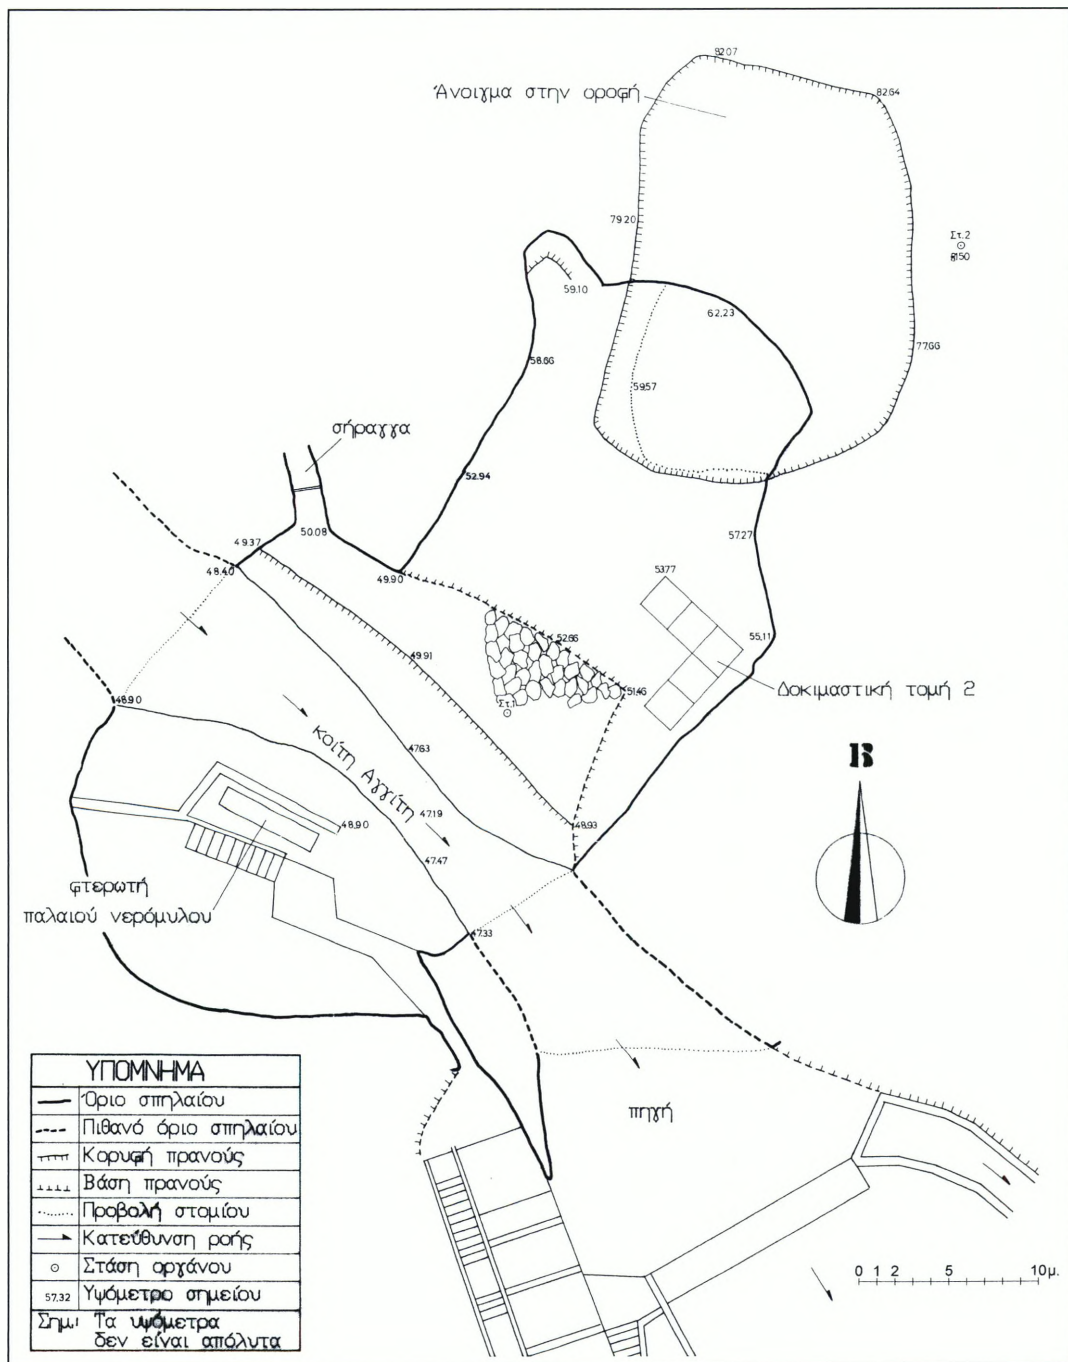 82.07
Άνοιγμα στην οροφή
82.64
79.20
Στ.2
59.10
62,23
77.66
58.66
59,57
σήραγγα
52.94
50.08
57.27
49.37
48.40
49.90
53.77
52.66
55,11
49.91
51.46
Δοκιμαστική τομή 2
48.90
Στ.1
κοίτη Αγγίτη
47.63
Β
47.19
48.93
48.90
47.47
φτερωτή
παλαιού νερόμυλου
47.33
πηγή
ΥΠΟΜΝΗΜΑ
Όριο σπηλαίου
Πιθανό όριο σπηλαίου
Κορυφή πρανούς
Βάση πρανούς
Προβολή στομίου
Κατεύθυνση ροής
Στάση οργάνου
57,32 Υψόμετρο σημείου
Σημ: Τα υψόμετρα
δεν είναι απόλυτα
0 1 2 5 10μ.